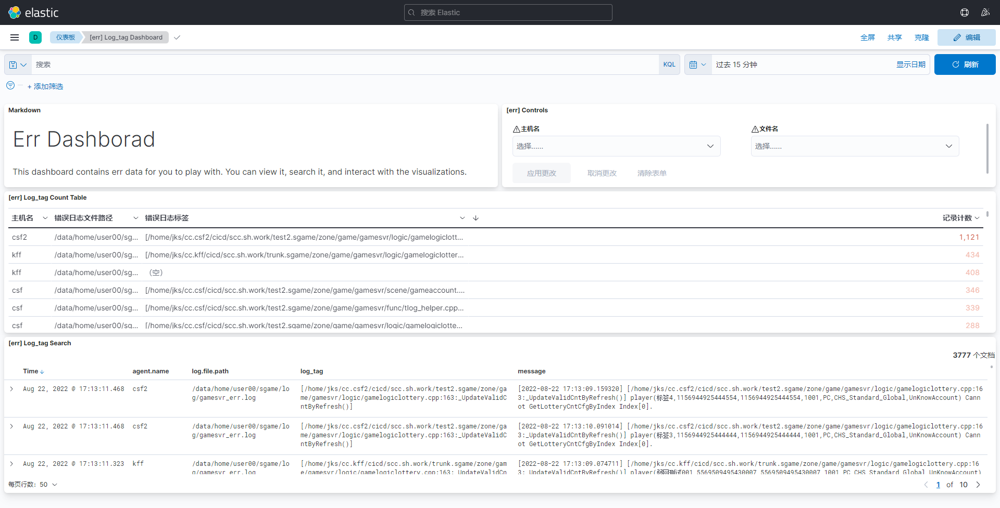 elastic
搜索 Elastic
D
仪表板
[err] Log_tag Dashboard
全屏
共享
克隆
编辑
搜索
KQL
过去 15 分钟
显示日期
刷新
+ 添加筛选
Markdown
Err Dashborad
This dashboard contains err data for you to play with. You can view it, search it, and interact with the visualizations.
[err] Controls
主机名
文件名
选择......
选择......
应用更改
取消更改
清除表单
[err] Log_tag Count Table
主机名 错误日志文件路径 错误日志标签 记录计数
csf2 /data/home/user00/sg... [/home/jks/cc.csf2/cicd/scc.sh.work/test2.sgame/zone/game/gamesvr/logic/gamelogiclott... 1,121
kff /data/home/user00/sg... [/home/jks/cc.kff/cicd/scc.sh.work/trunk.sgame/zone/game/gamesvr/logic/gamelogiclotter... 434
kff /data/home/user00/sg... （空） 408
csf /data/home/user00/sg... [/home/jks/cc.csf/cicd/scc.sh.work/test2.sgame/zone/game/gamesvr/scene/gameaccount.... 346
csf /data/home/user00/sg... [/home/jks/cc.csf/cicd/scc.sh.work/test2.sgame/zone/game/gamesvr/func/tlog_helper.cpp... 339
csf /data/home/user00/sg... [/home/jks/cc.csf/cicd/scc.sh.work/test2.sgame/zone/game/gamesvr/logic/gamelogiclotte... 288
[err] Log_tag Search
3777 个文档
Time agent.name log.file.path log_tag message
Aug 22, 2022 @ 17:13:11.468 csf2 /data/home/user00/sgame/lo [/home/jks/cc.csf2/cicd/scc.sh.work/test2.sgame/zone/ga [2022-08-22 17:13:09.159320] [/home/jks/cc.csf2/cicd/scc.sh.work/test2.sgame/zone/game/gamesvr/logic/gamelogiclottery.cpp:16
g/gamesvr_err.log me/gamesvr/logic/gamelogiclottery.cpp:163:_UpdateValidC 3:_UpdateValidCntByRefresh()] player(标签4,1156944925444554,1156944925444554,1001,PC,CHS_Standard_Global,UnKnowAccount) Cann
ntByRefresh()] ot GetLotteryCntCfgByIndex Index[0].
Aug 22, 2022 @ 17:13:11.468 csf2 /data/home/user00/sgame/lo [/home/jks/cc.csf2/cicd/scc.sh.work/test2.sgame/zone/ga [2022-08-22 17:13:10.091014] [/home/jks/cc.csf2/cicd/scc.sh.work/test2.sgame/zone/game/gamesvr/logic/gamelogiclottery.cpp:16
g/gamesvr_err.log me/gamesvr/logic/gamelogiclottery.cpp:163:_UpdateValidC 3:_UpdateValidCntByRefresh()] player(标签3,1156944925444444,1156944925444444,1001,PC,CHS_Standard_Global,UnKnowAccount) Cann
ntByRefresh()] ot GetLotteryCntCfgByIndex Index[0].
Aug 22, 2022 @ 17:13:11.323 kff /data/home/user00/sgame/lo [/home/jks/cc.kff/cicd/scc.sh.work/trunk.sgame/zone/gam [2022-08-22 17:13:09.074711] [/home/jks/cc.kff/cicd/scc.sh.work/trunk.sgame/zone/game/gamesvr/logic/gamelogiclottery.cpp:16
g/gamesvr_err.log e/gamesvr/logic/gamelogiclottery.cpp:163:_UpdateValidCn 3:_UpdateValidCntByRefresh()] player(弱网测试001,5569509495430007,5569509495430007,1001,PC,CHS_Standard_Global,UnKnowAccount)
每页行数: 50
1 of 10